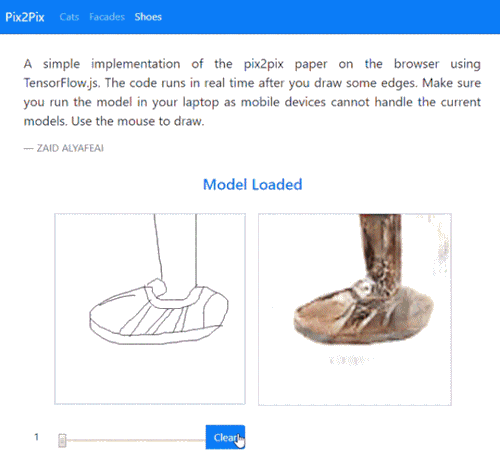 Pix2Pix Cats Facades Shoes
A simple implementation of the pix2pix paper on the browser using
TensorFlow.js. The code runs in real time after you draw some edges. Make sure
you run the model in your laptop as mobile devices cannot handle the current
models. Use the mouse to draw.
— ZAID ALYAFEAI
Model Loaded
1
Clear